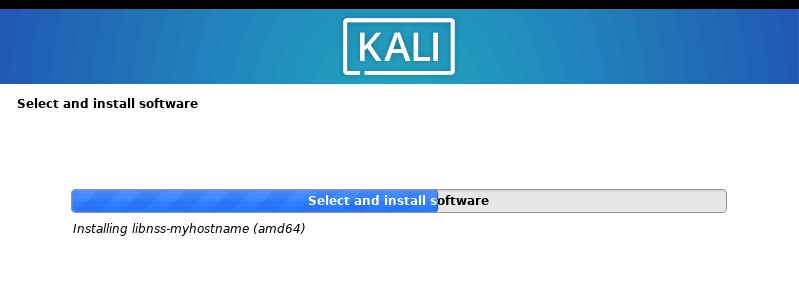 KALI
Select and install software
Select and install software
Installing libnss-myhostname (amd64)